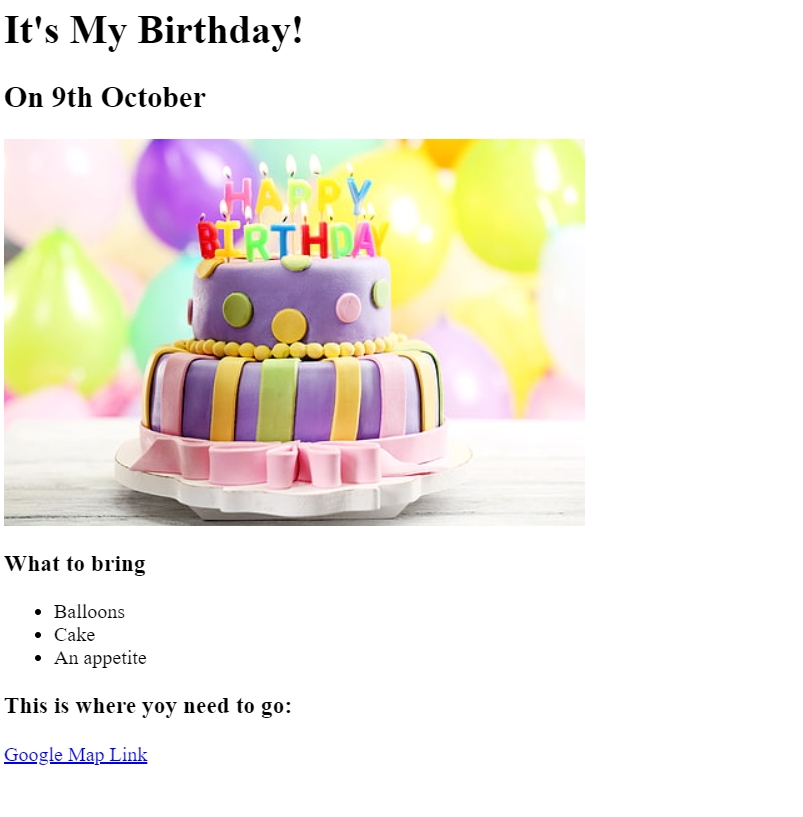 It's My Birthday!
On 9th October
HAPPY
BIRTHDAY
What to bring
Balloons
Cake
An appetite
This is where yoy need to go:
Google Map Link